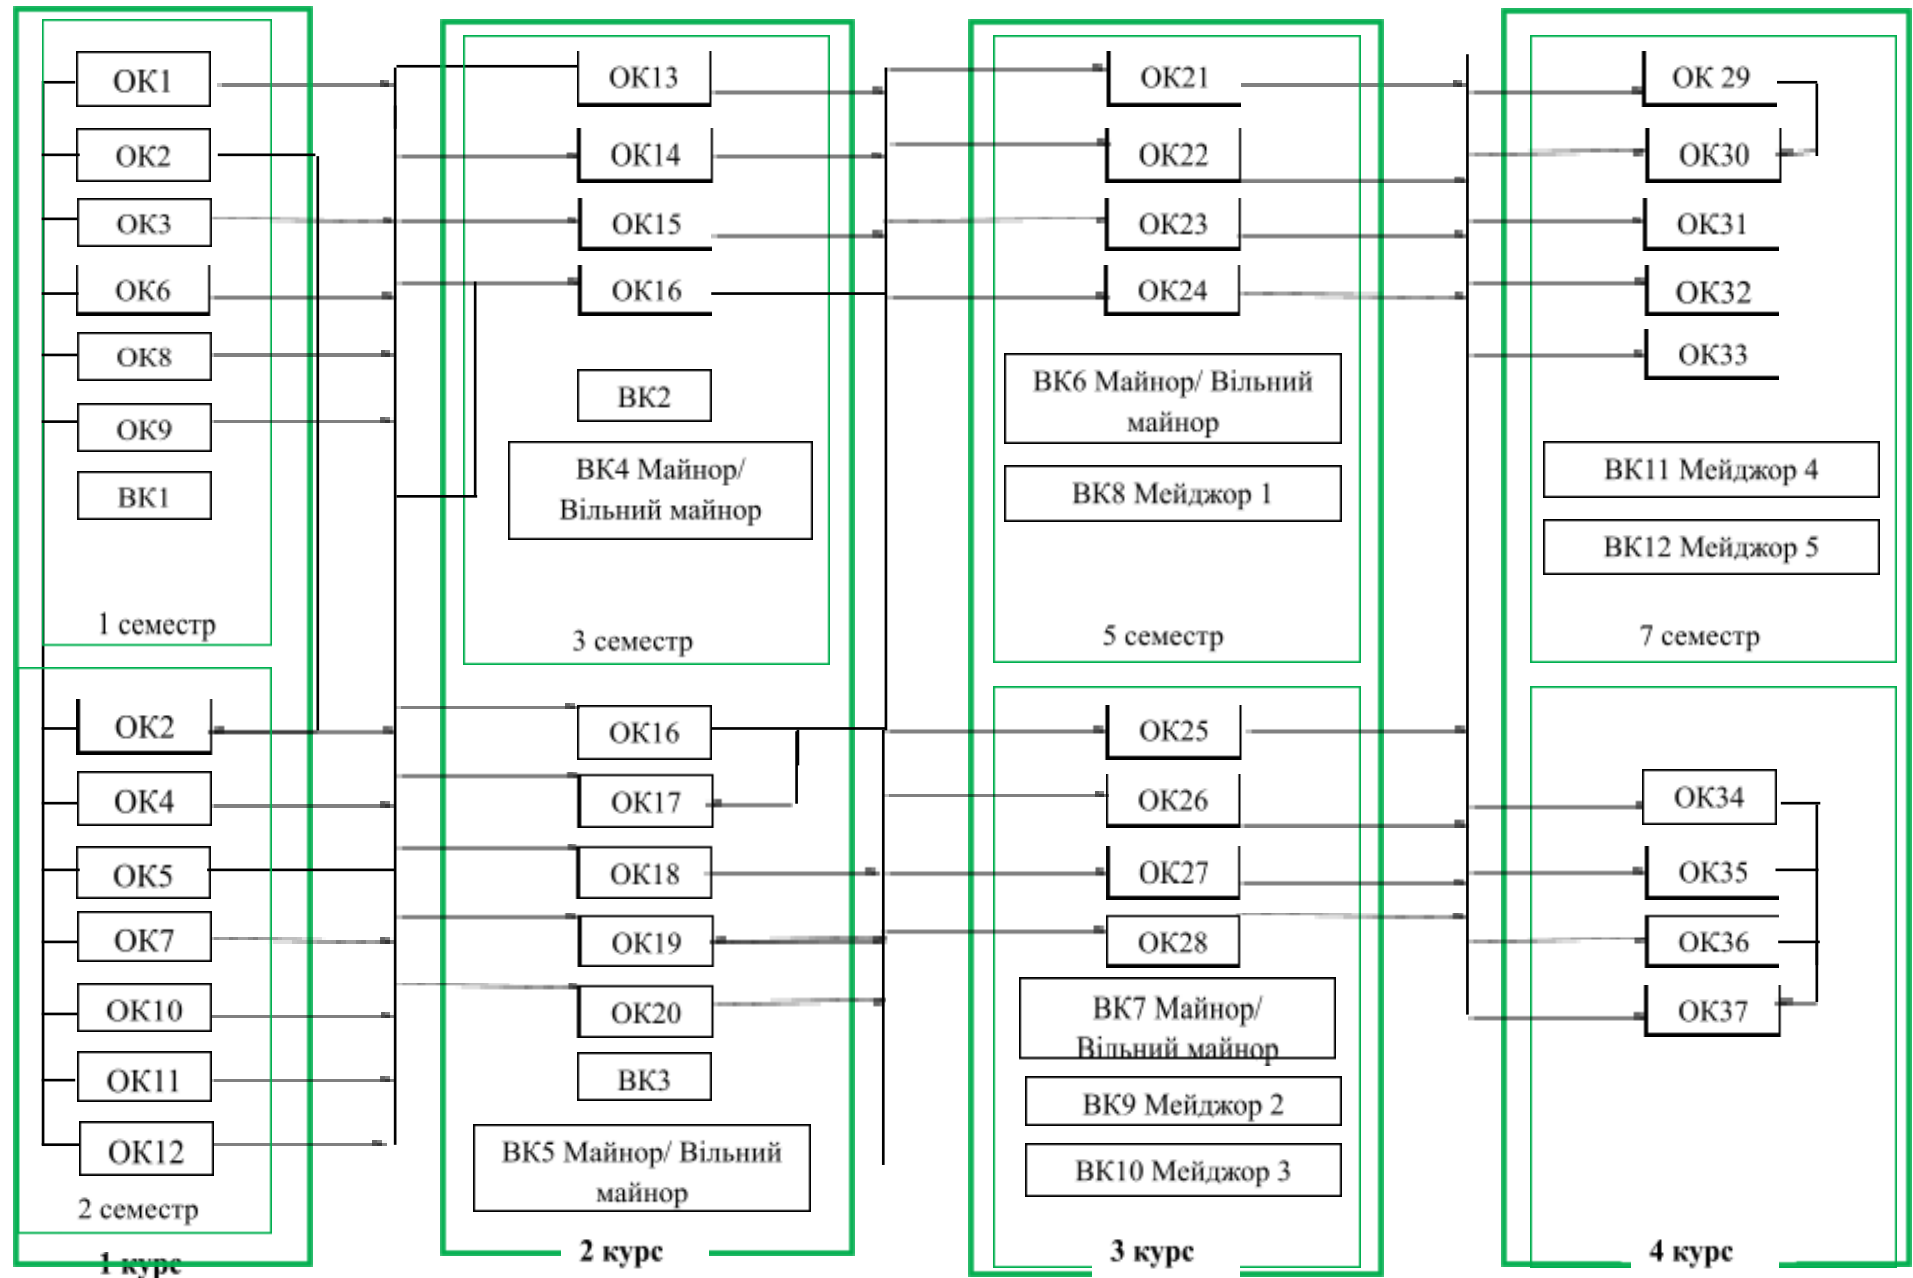 ОК1
ОК2
ОК3
ОК6
ОК8
ОК9
ВК1
1 семестр
ОК2
ОК4
ОК5
ОК7
ОК10
ОК11
ОК12
2 семестр
1 курс
ОК13
ОК14
ОК15
ОК16
ВК2
ВК4 Майнор/
Вільний майнор
3 семестр
ОК16
ОК17
ОК18
ОК19
ОК20
ВК3
ВК5 Майнор/ Вільний
майнор
2 курс
ОК21
ОК22
ОК23
ОК24
ВК6 Майнор/ Вільний
майнор
ВК8 Мейджор 1
5 семестр
ОК25
ОК26
ОК27
ОК28
ВК7 Майнор/
Вільний майнор
ВК9 Мейджор 2
ВК10 Мейджор 3
3 курс
ОК 29
ОК30
ОК31
ОК32
ОК33
ВК11 Мейджор 4
ВК12 Мейджор 5
7 семестр
ОК34
ОК35
ОК36
ОК37
4 курс